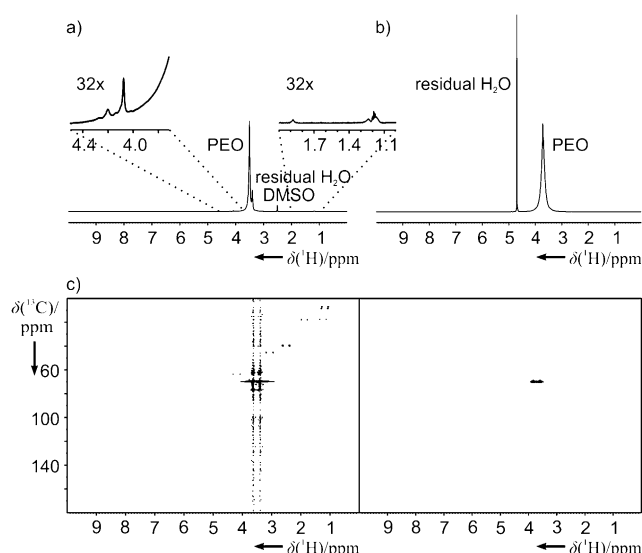 a)
32x
4.4 4.0
PEO
32x
1.7 1.4 1.1
residual H₂O
DMSO
9 8 7 6 5 4 3 2 1
δ(¹H)/ppm
b)
residual H₂O
PEO
9 8 7 6 5 4 3 2 1
δ(¹H)/ppm
c)
δ(¹³C)/
ppm
60
100
140
9 8 7 6 5 4 3 2 1
δ(¹H)/ppm
9 8 7 6 5 4 3 2 1
δ(¹H)/ppm